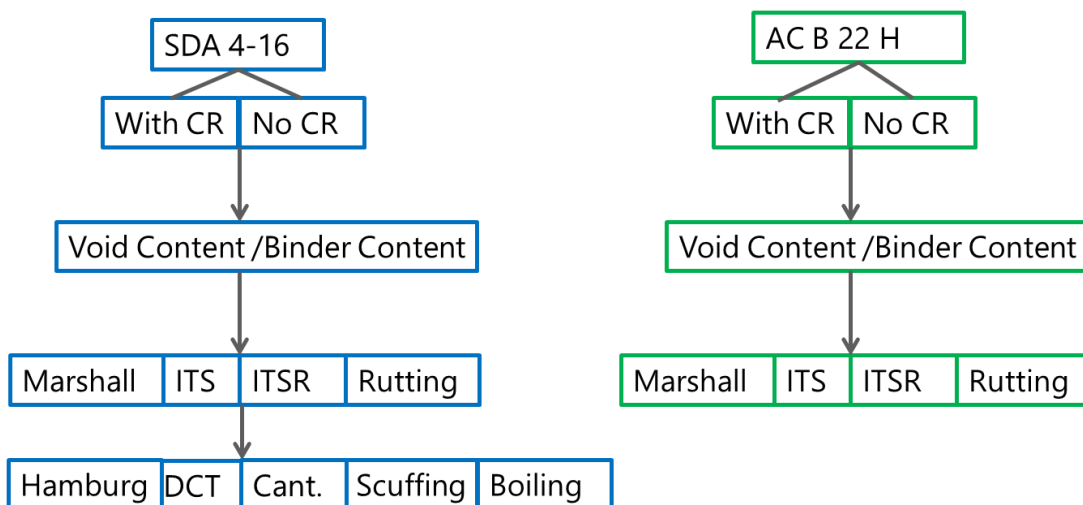 SDA 4-16
With CR No CR
Void Content /Binder Content
Marshall ITS ITSR Rutting
Hamburg DCT Cant. Scuffing Boiling
AC B 22 H
With CR No CR
Void Content /Binder Content
Marshall ITS ITSR Rutting